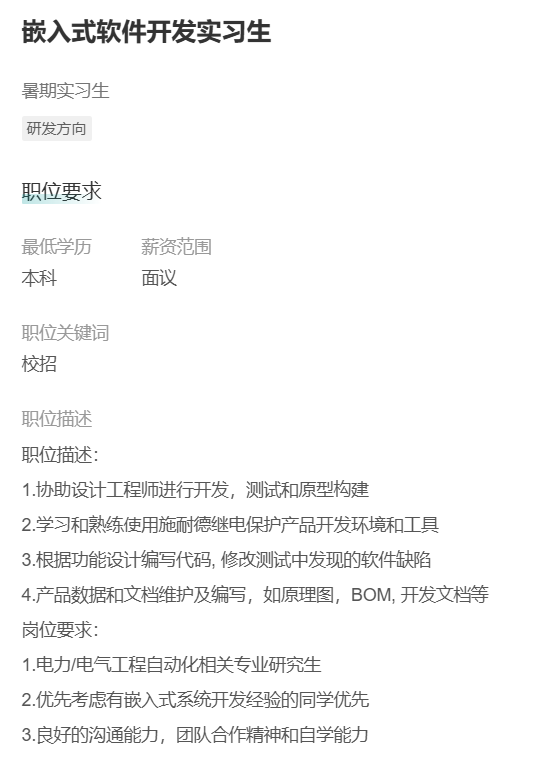 嵌入式软件开发实习生
暑期实习生
研发方向
职位要求
最低学历 薪资范围
本科 面议
职位关键词
校招
职位描述
职位描述：
1.协助设计工程师进行开发，测试和原型构建
2.学习和熟练使用施耐德继电保护产品开发环境和工具
3.根据功能设计编写代码, 修改测试中发现的软件缺陷
4.产品数据和文档维护及编写，如原理图，BOM, 开发文档等
岗位要求：
1.电力/电气工程自动化相关专业研究生
2.优先考虑有嵌入式系统开发经验的同学优先
3.良好的沟通能力，团队合作精神和自学能力